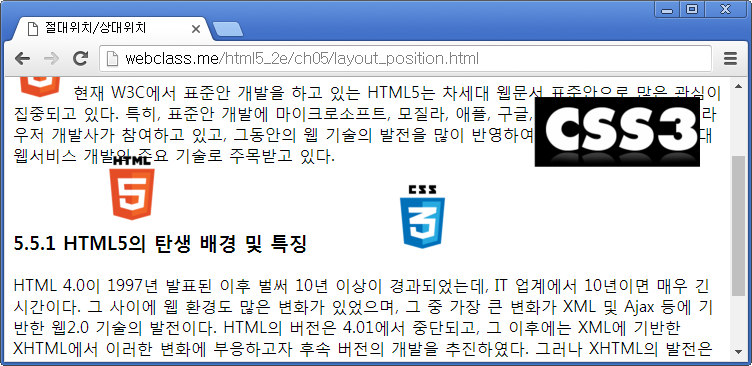 절대위치/상대위치
webclass.me/html5_2e/ch05/layout_position.html
현재 W3C에서 표준안 개발을 하고 있는 HTML5는 차세대 웹문서 표준안으로 많은 관심이
집중되고 있다. 특히, 표준안 개발에 마이크로소프트, 모질라, 애플, 구글, 라
우저 개발사가 참여하고 있고, 그동안의 웹 기술의 발전을 많이 반영하여 대
웹서비스 개발의 주요 기술로 주목받고 있다.
CSS3
HTML
5
CSS
3
5.5.1 HTML5의 탄생 배경 및 특징
HTML 4.0이 1997년 발표된 이후 벌써 10년 이상이 경과되었는데, IT 업계에서 10년이면 매우 긴
시간이다. 그 사이에 웹 환경도 많은 변화가 있었으며, 그 중 가장 큰 변화가 XML 및 Ajax 등에 기
반한 웹2.0 기술의 발전이다. HTML의 버전은 4.01에서 중단되고, 그 이후에는 XML에 기반한
XHTML에서 이러한 변화에 부응하고자 후속 버전의 개발을 추진하였다. 그러나 XHTML의 발전은